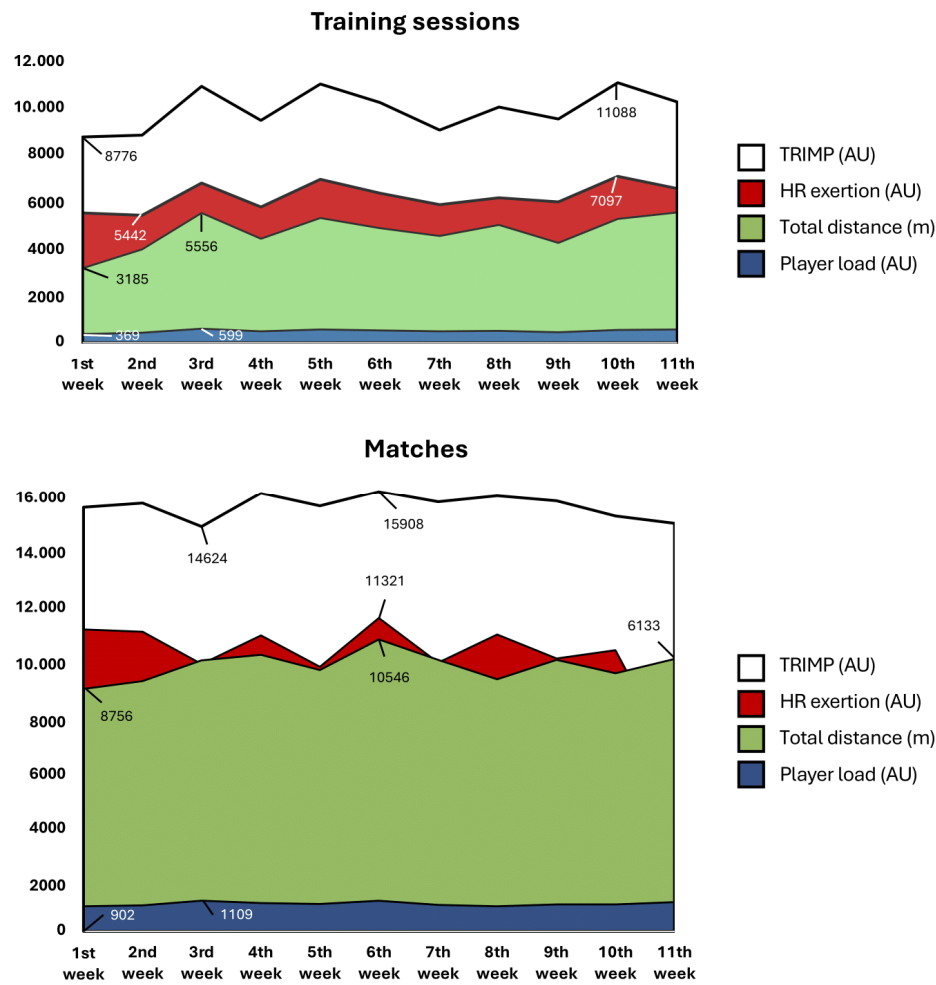 Training sessions
12.000
10.000
8000
6000
4000
2000
0
8776
5442
3185
369
5556
599
11088
7097
1st week
2nd week
3rd week
4th week
5th week
6th week
7th week
8th week
9th week
10th week
11th week
TRIMP (AU)
HR exertion (AU)
Total distance (m)
Player load (AU)
Matches
16.000
14.000
12.000
10.000
8000
6000
4000
2000
0
14624
15908
11321
10546
6133
8756
902
1109
1st week
2nd week
3rd week
4th week
5th week
6th week
7th week
8th week
9th week
10th week
11th week
TRIMP (AU)
HR exertion (AU)
Total distance (m)
Player load (AU)